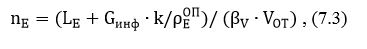 n_E = (L_E + G_инф · k/ρ_E^ОП)/ (β_V · V_ОТ) , (7.3)